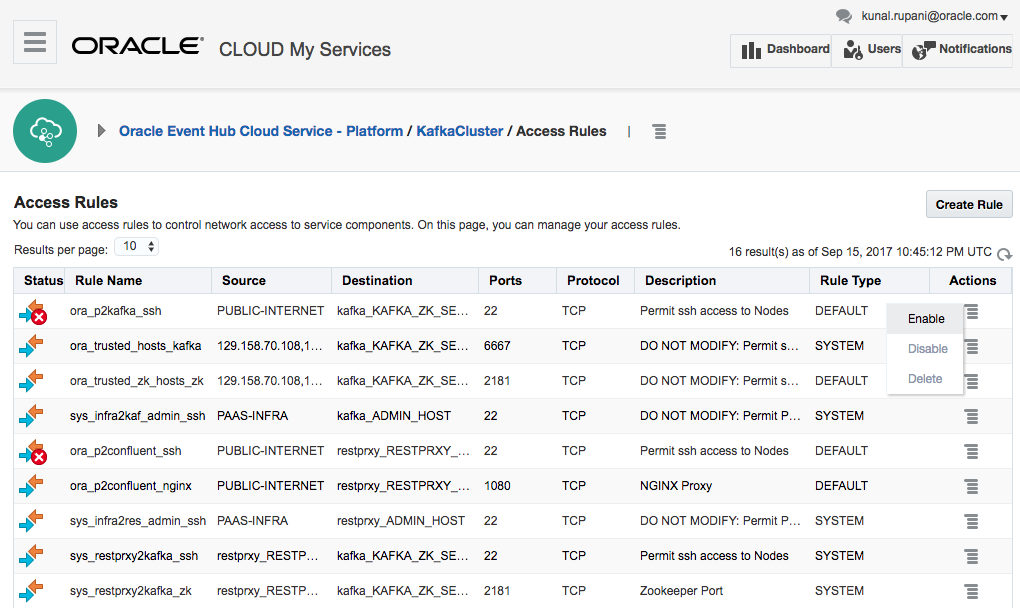 kunal.rupani@oracle.com
ORACLE® CLOUD My Services
Dashboard Users Notifications
Oracle Event Hub Cloud Service - Platform / KafkaCluster / Access Rules |
Access Rules
Create Rule
You can use access rules to control network access to service components. On this page, you can manage your access rules.
Results per page: 10
16 result(s) as of Sep 15, 2017 10:45:12 PM UTC
Status Rule Name Source Destination Ports Protocol Description Rule Type Actions
ora_p2kafka_ssh PUBLIC-INTERNET kafka_KAFKA_ZK_SE... 22 TCP Permit ssh access to Nodes DEFAULT
Enable
ora_trusted_hosts_kafka 129.158.70.108,1... kafka_KAFKA_ZK_SE... 6667 TCP DO NOT MODIFY: Permit s... SYSTEM
Disable
ora_trusted_zk_hosts_zk 129.158.70.108,1... kafka_KAFKA_ZK_SE... 2181 TCP DO NOT MODIFY: Permit s... DEFAULT
Delete
sys_infra2kaf_admin_ssh PAAS-INFRA kafka_ADMIN_HOST 22 TCP DO NOT MODIFY: Permit P... SYSTEM
ora_p2confluent_ssh PUBLIC-INTERNET restprxy_RESTPRXY_... 22 TCP Permit ssh access to Nodes DEFAULT
ora_p2confluent_nginx PUBLIC-INTERNET restprxy_RESTPRXY_... 1080 TCP NGINX Proxy DEFAULT
sys_infra2res_admin_ssh PAAS-INFRA restprxy_ADMIN_HOST 22 TCP DO NOT MODIFY: Permit P... SYSTEM
sys_restprxy2kafka_ssh restprxy_RESTP... kafka_KAFKA_ZK_SE... 22 TCP Permit ssh access to Nodes SYSTEM
sys_restprxy2kafka_zk restprxy_RESTP... kafka_KAFKA_ZK_SE... 2181 TCP Zookeeper Port SYSTEM